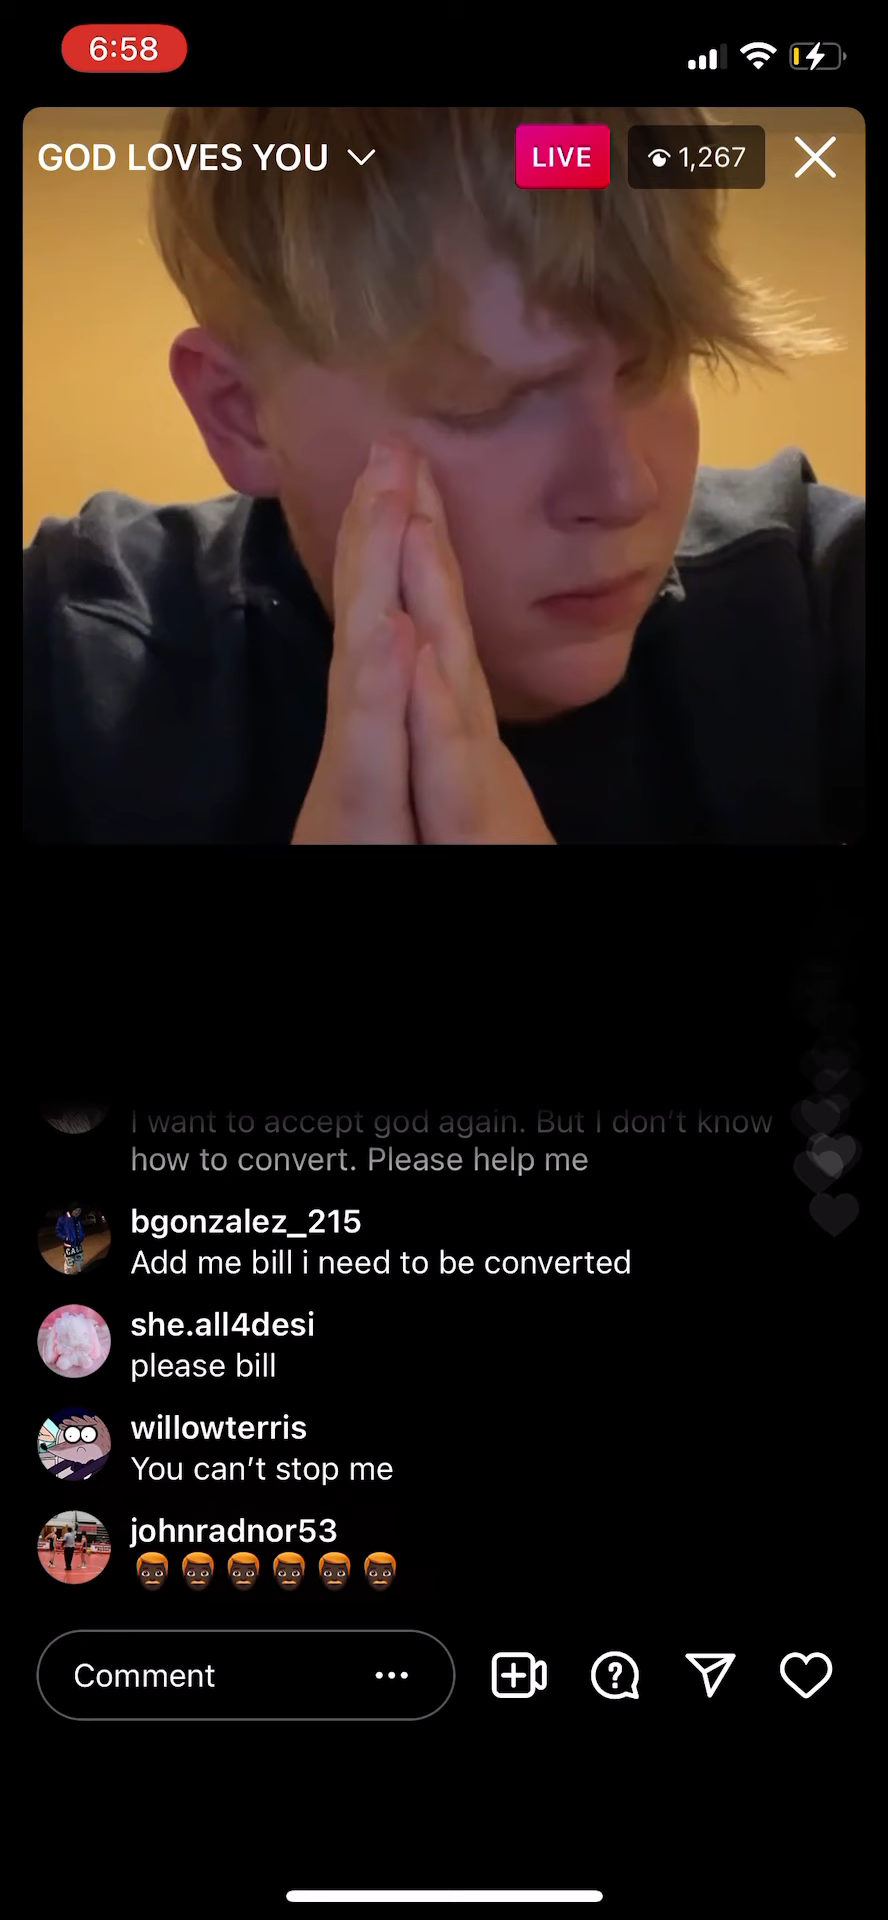 6:58
GOD LOVES YOU
LIVE
1,267
I want to accept god again. But I don't know
how to convert. Please help me
bgonzalez_215
Add me bill i need to be converted
she.all4desi
please bill
willowterris
You can't stop me
johnradnor53
Comment